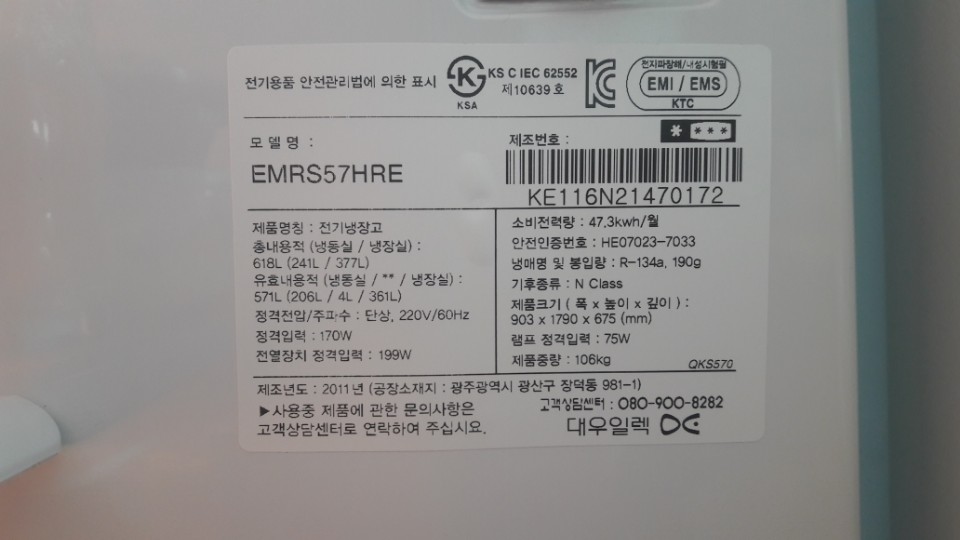 전기용품 안전관리법에 의한 표시
KS C IEC 62552
제10639호
KSA
전자파장해/내성시험필
EMI / EMS
KTC
모델명 :
EMRS57HRE
제조번호 :
* ***
KE116N21470172
제품명칭 : 전기냉장고
총내용적 (냉동실 / 냉장실) :
618L (241L / 377L)
유효내용적 (냉동실 / ** / 냉장실) :
571L (206L / 4L / 361L)
정격전압/주파수 : 단상, 220V/60Hz
정격입력 : 170W
전열장치 정격입력 : 199W
소비전력량 : 47.3kwh/월
안전인증번호 : HE07023-7033
냉매명 및 봉입량 : R-134a, 190g
기후종류 : N Class
제품크기 ( 폭 x 높이 x 깊이 ) :
903 x 1790 x 675 (mm)
램프 정격입력 : 75W
제품중량 : 106kg
QKS570
제조년도 : 2011년 (공장소재지 : 광주광역시 광산구 장덕동 981-1)
▶사용중 제품에 관한 문의사항은
고객상담센터로 연락하여 주십시요.
고객상담센터 : 080-900-8282
대우일렉